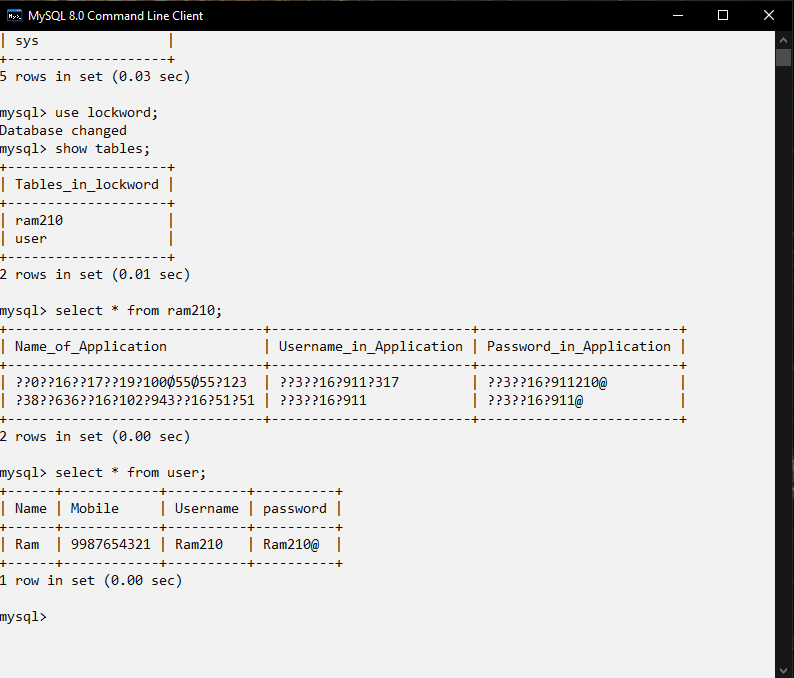 MySQL 8.0 Command Line Client
| sys                |
+--------------------+
5 rows in set (0.03 sec)
mysql> use lockword;
Database changed
mysql> show tables;
+--------------------+
| Tables_in_lockword |
+--------------------+
| ram210             |
| user               |
+--------------------+
2 rows in set (0.01 sec)
mysql> select * from ram210;
+--------------------------------+-------------------------+-------------------------+
| Name_of_Application            | Username_in_Application | Password_in_Application |
+--------------------------------+-------------------------+-------------------------+
| ??0??16??17??19?100Ø55Ø55?123  | ??3??16?911?317         | ??3??16?911210@         |
| ?38??636??16?102?943??16?51?51 | ??3??16?911             | ??3??16?911@            |
+--------------------------------+-------------------------+-------------------------+
2 rows in set (0.00 sec)
mysql> select * from user;
+------+------------+----------+----------+
| Name | Mobile     | Username | password |
+------+------------+----------+----------+
| Ram  | 9987654321 | Ram210   | Ram210@  |
+------+------------+----------+----------+
1 row in set (0.00 sec)
mysql>